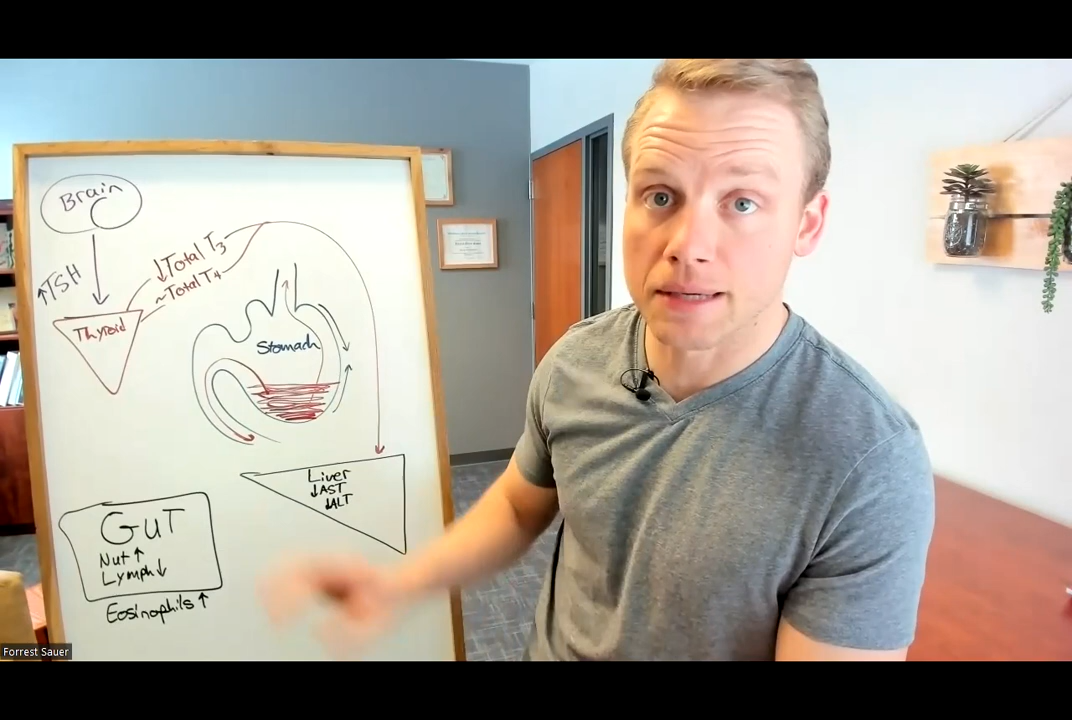 Brain
↑TSH
↓Total T3
~Total T4
Thyroid
Stomach
Liver
↓AST
↓ALT
GuT
Nut↑
Lymph↓
Eosinophils ↑
Forrest Sauer